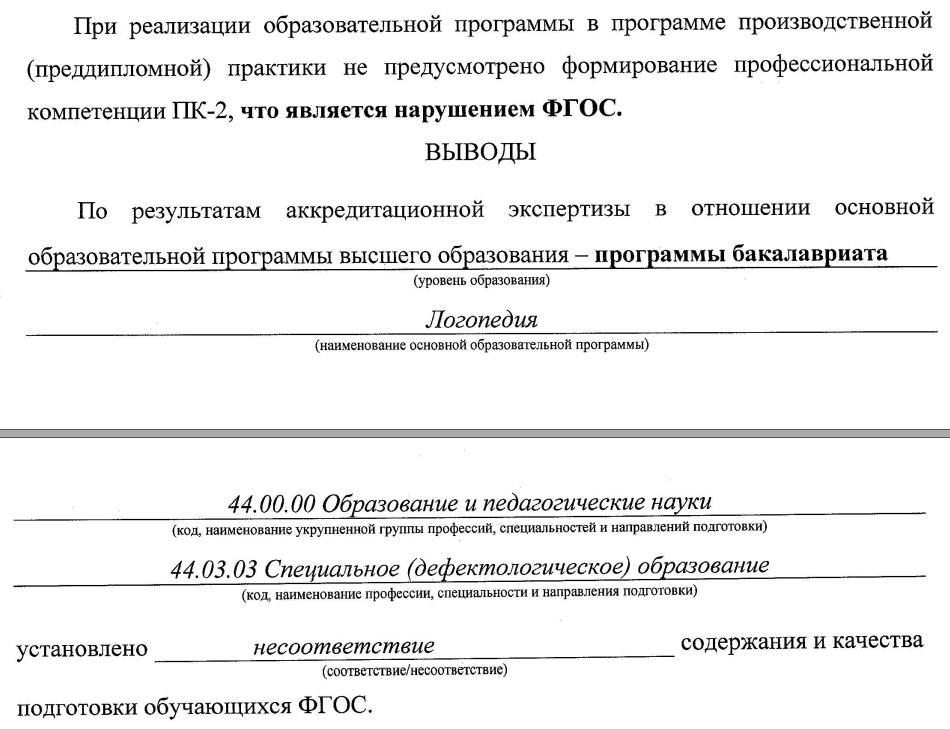 При реализации образовательной программы в программе производственной
(преддипломной) практики не предусмотрено формирование профессиональной
компетенции ПК-2, что является нарушением ФГОС.
ВЫВОДЫ
По результатам аккредитационной экспертизы в отношении основной
образовательной программы высшего образования – программы бакалавриата
(уровень образования)
Логопедия
(наименование основной образовательной программы)
44.00.00 Образование и педагогические науки
(код, наименование укрупненной группы профессий, специальностей и направлений подготовки)
44.03.03 Специальное (дефектологическое) образование
(код, наименование профессии, специальности и направления подготовки)
установлено несоответствие содержания и качества
(соответствие/несоответствие)
подготовки обучающихся ФГОС.